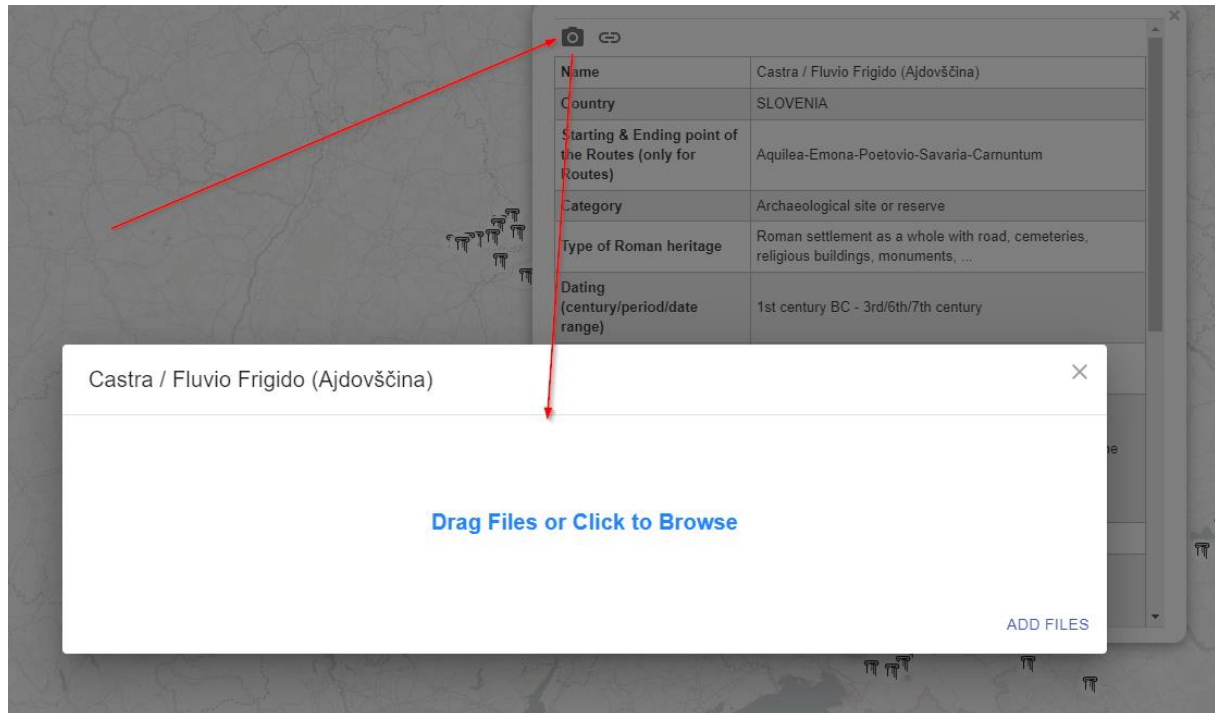 Name Castra / Fluvio Frigido (Ajdovščina)
Country SLOVENIA
Starting & Ending point of
the Routes (only for
Routes)
Aquilea-Emona-Poetovio-Savaria-Carnuntum
Category Archaeological site or reserve
Type of Roman heritage
Roman settlement as a whole with road, cemeteries,
religious buildings, monuments, ...
Dating
(century/period/date
range)
1st century BC - 3rd/6th/7th century
Castra / Fluvio Frigido (Ajdovščina)
Drag Files or Click to Browse
ADD FILES